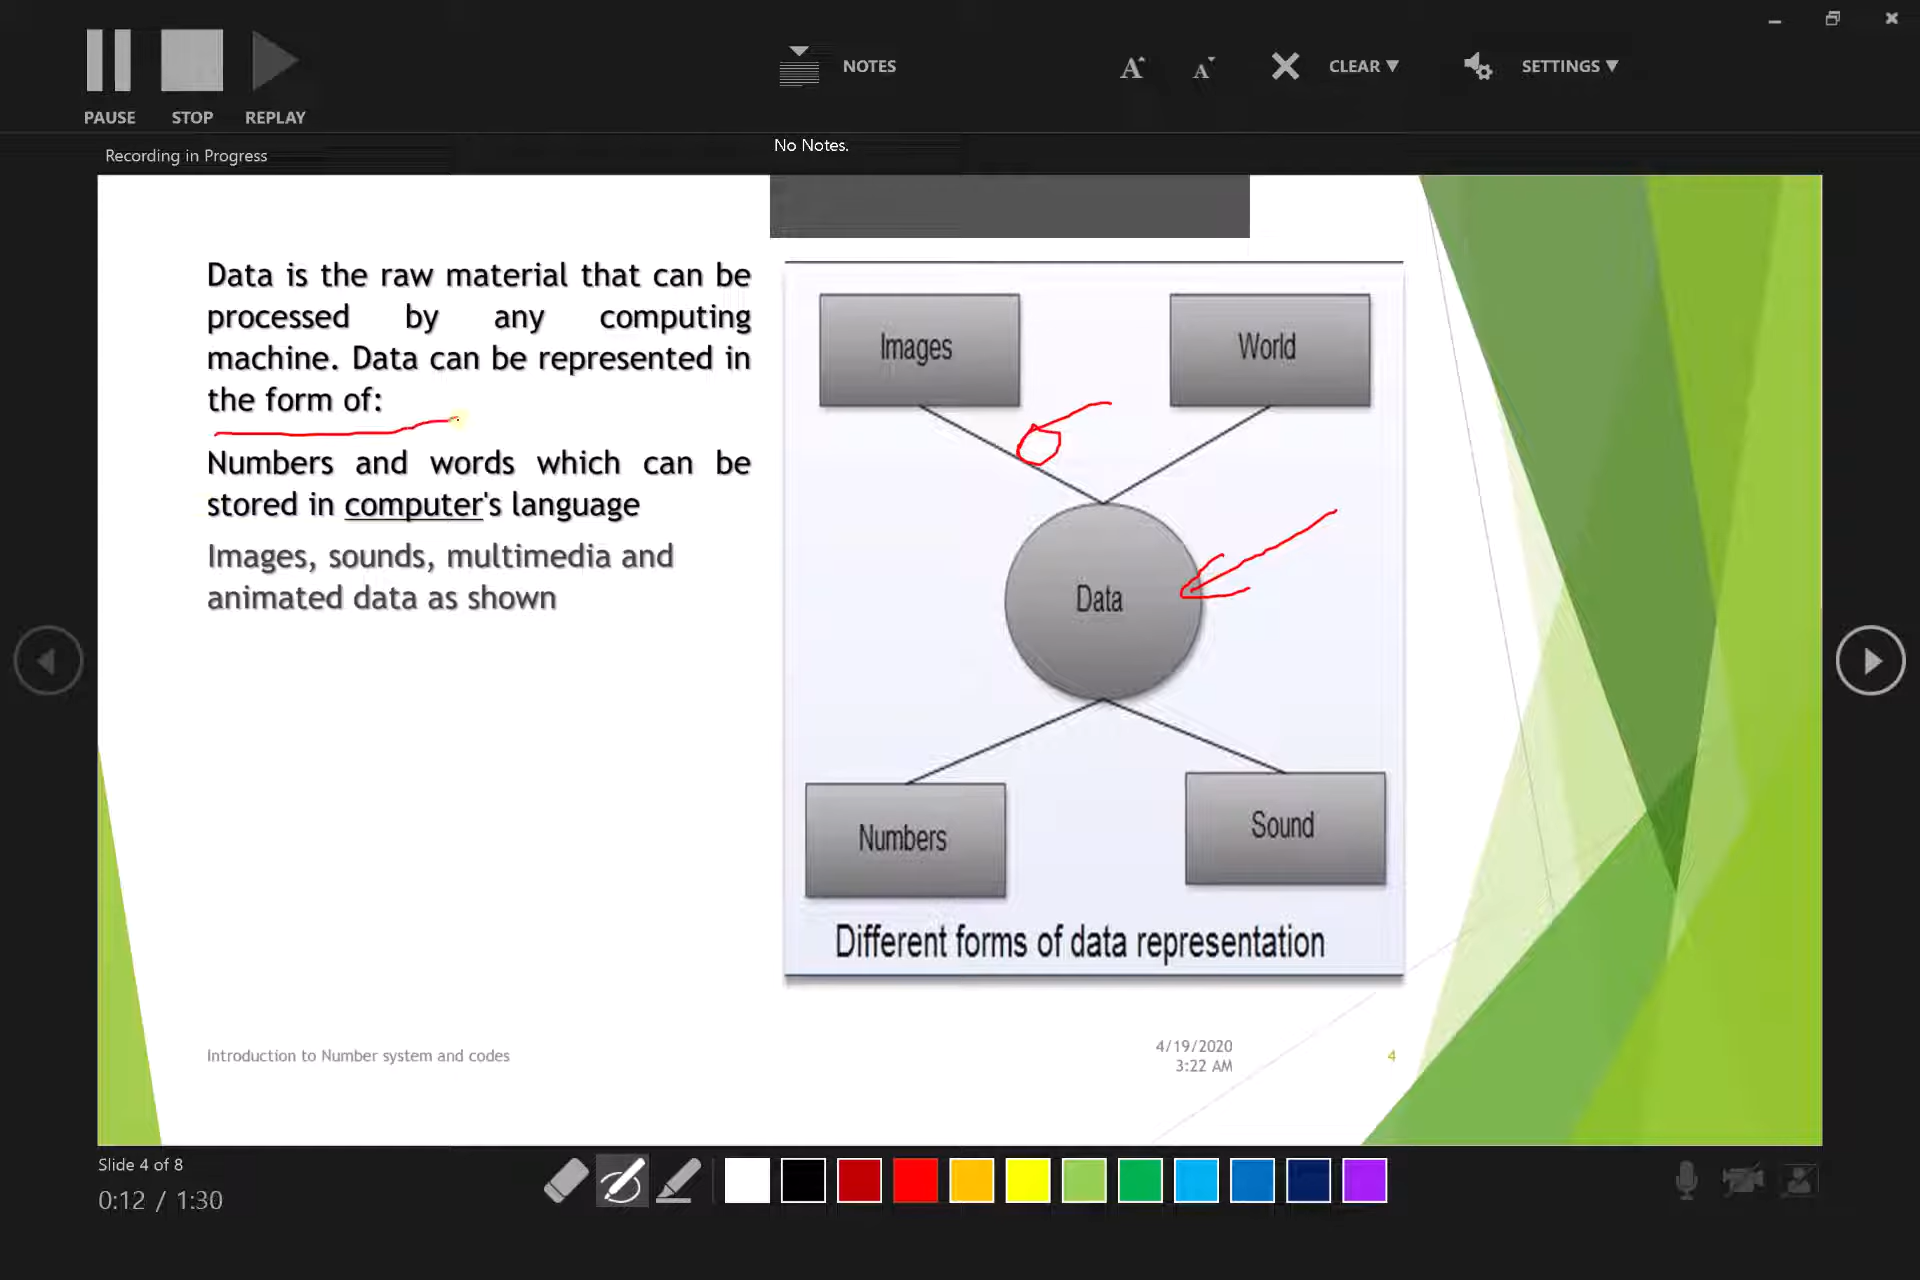 PAUSE
STOP
REPLAY
NOTES
A A
CLEAR
SETTINGS
Recording in Progress
No Notes.
Data is the raw material that can be
processed by any computing
machine. Data can be represented in
the form of:
Numbers and words which can be
stored in computer's language
Images, sounds, multimedia and
animated data as shown
Images
World
Data
Numbers
Sound
Different forms of data representation
Introduction to Number system and codes
4/19/2020
3:22 AM
4
Slide 4 of 8
0:12 / 1:30